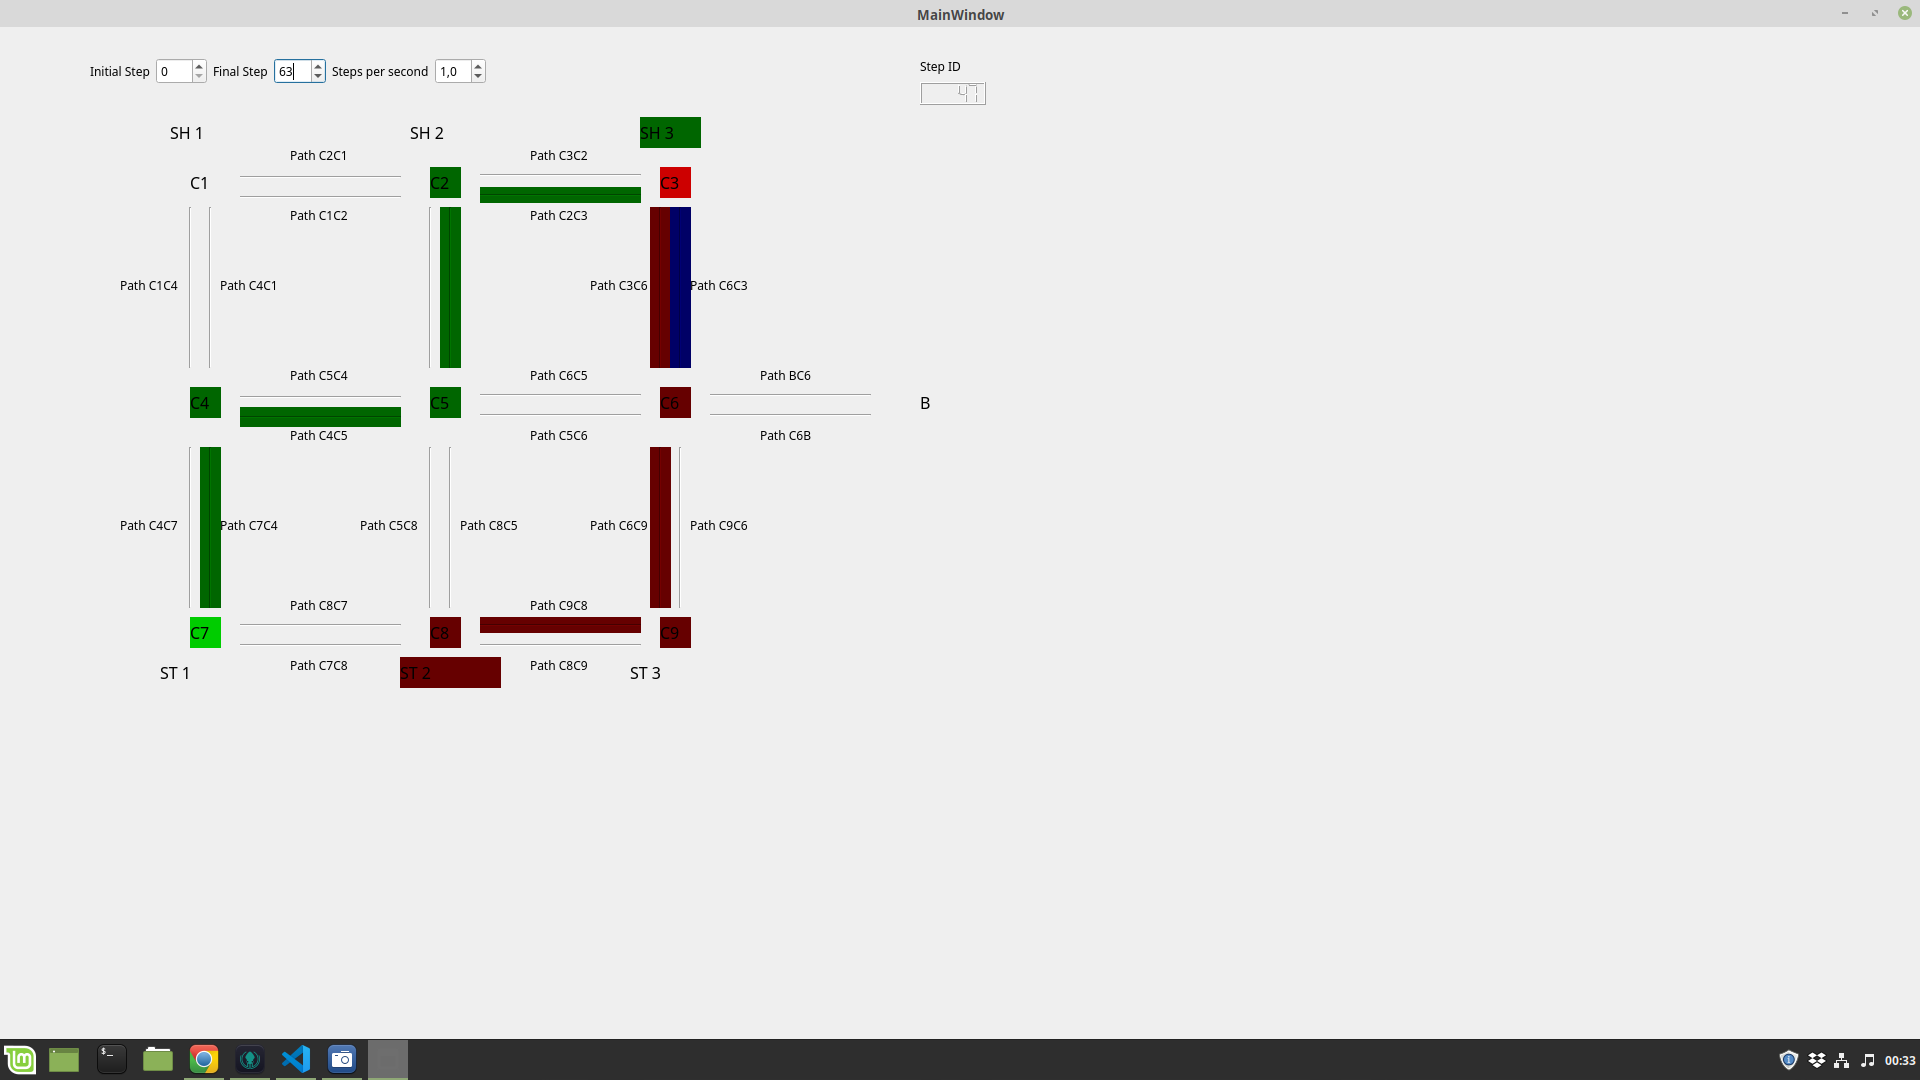 MainWindow
Initial Step 0 Final Step 63 Steps per second 1,0
Step ID
47
SH 1 SH 2 SH 3
Path C2C1 Path C3C2
C1 C2 C3
Path C1C2 Path C2C3
Path C1C4 Path C4C1 Path C3C6 Path C6C3
Path C5C4 Path C6C5 Path BC6
C4 C5 C6 B
Path C4C5 Path C5C6 Path C6B
Path C4C7 Path C7C4 Path C5C8 Path C8C5 Path C6C9 Path C9C6
Path C8C7 Path C9C8
C7 C8 C9
Path C7C8 Path C8C9
ST 1 ST 2 ST 3
00:33